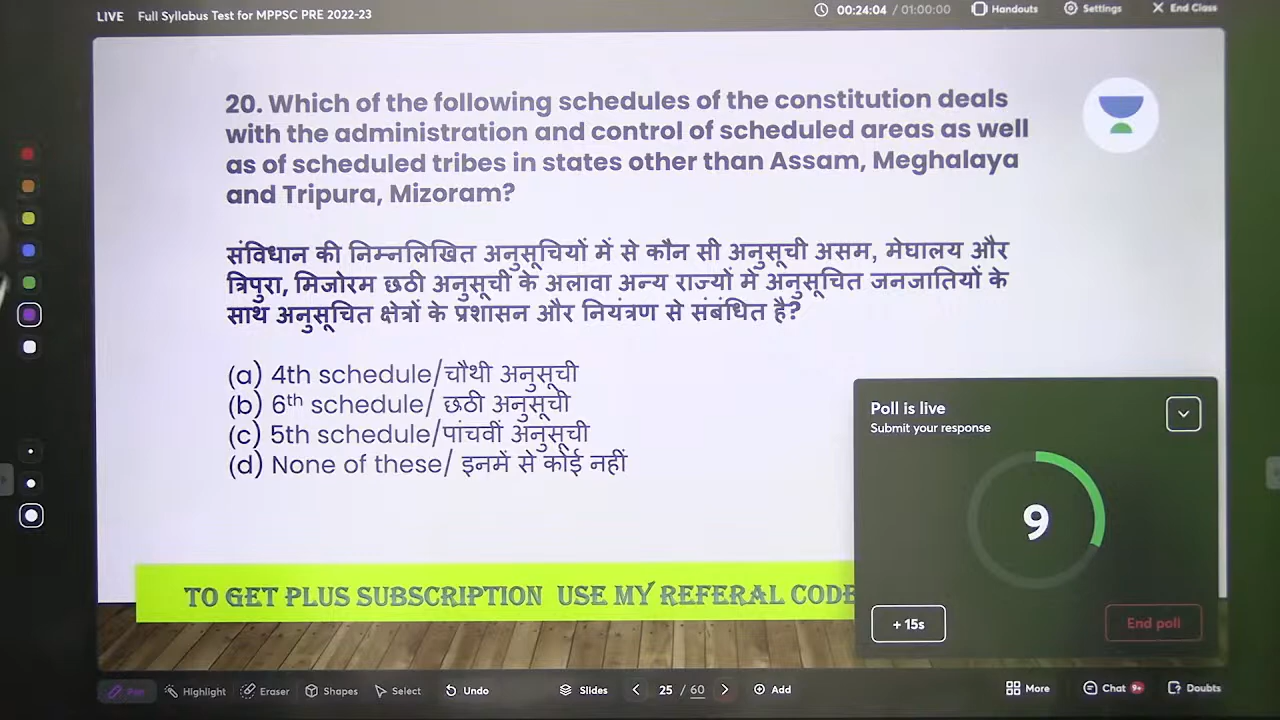 LIVE Full Syllabus Test for MPPSC PRE 2022-23 00:24:04 / 01:00:00 Handouts Settings End Class
20. Which of the following schedules of the constitution deals
with the administration and control of scheduled areas as well
as of scheduled tribes in states other than Assam, Meghalaya
and Tripura, Mizoram?
संविधान की निम्नलिखित अनुसूचियों में से कौन सी अनुसूची असम, मेघालय और
त्रिपुरा, मिजोरम छठी अनुसूची के अलावा अन्य राज्यों में अनुसूचित जनजातियों के
साथ अनुसूचित क्षेत्रों के प्रशासन और नियंत्रण से संबंधित है?
(a) 4th schedule/चौथी अनुसूची
(b) 6th schedule/ छठी अनुसूची
(c) 5th schedule/पांचवीं अनुसूची
(d) None of these/ इनमें से कोई नहीं
Poll is live
Submit your response
9
+ 15s End poll
TO GET PLUS SUBSCRIPTION USE MY REFERAL CODE
Pen Highlight Eraser Shapes Select Undo Slides 25 / 60 Add More Chat 9+ Doubts